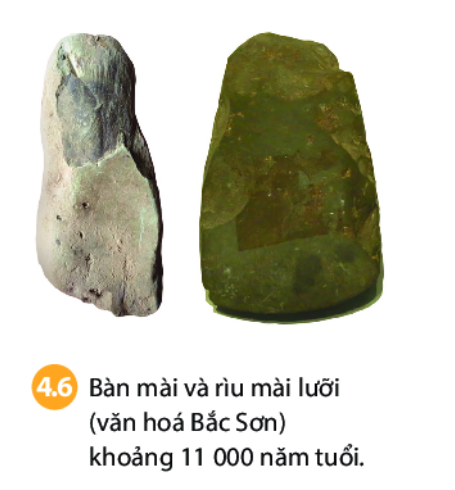 4.6 Bàn mài và rìu mài lưỡi
(văn hoá Bắc Sơn)
khoảng 11 000 năm tuổi.